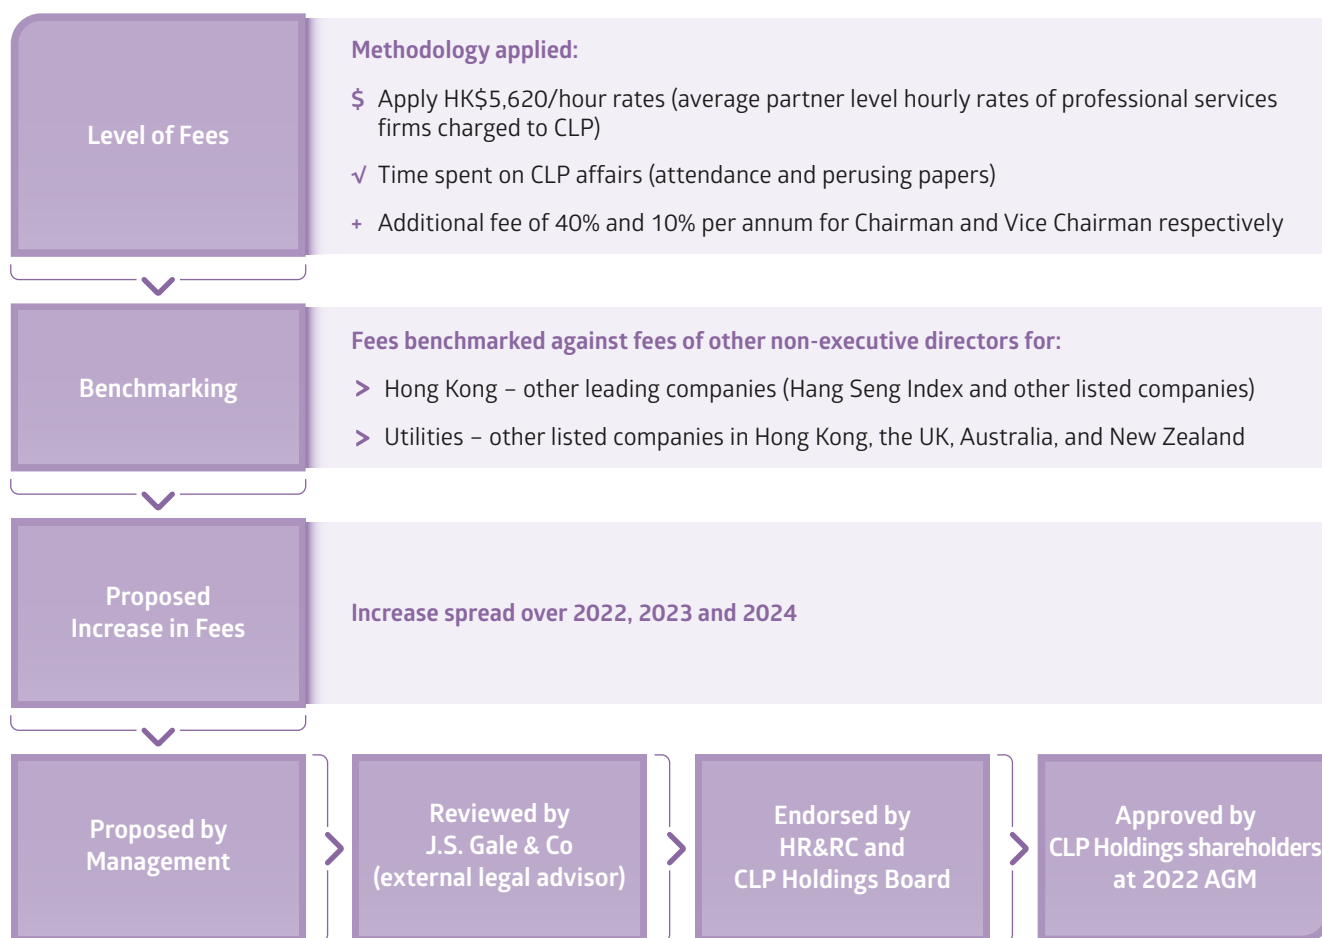 Level of Fees
Methodology applied:
$ Apply HK$5,620/hour rates (average partner level hourly rates of professional services
firms charged to CLP)
√ Time spent on CLP affairs (attendance and perusing papers)
+ Additional fee of 40% and 10% per annum for Chairman and Vice Chairman respectively
Benchmarking
Fees benchmarked against fees of other non-executive directors for:
> Hong Kong – other leading companies (Hang Seng Index and other listed companies)
> Utilities – other listed companies in Hong Kong, the UK, Australia, and New Zealand
Proposed
Increase in Fees
Increase spread over 2022, 2023 and 2024
Proposed by
Management
Reviewed by
J.S. Gale & Co
(external legal advisor)
Endorsed by
HR&RC and
CLP Holdings Board
Approved by
CLP Holdings shareholders
at 2022 AGM